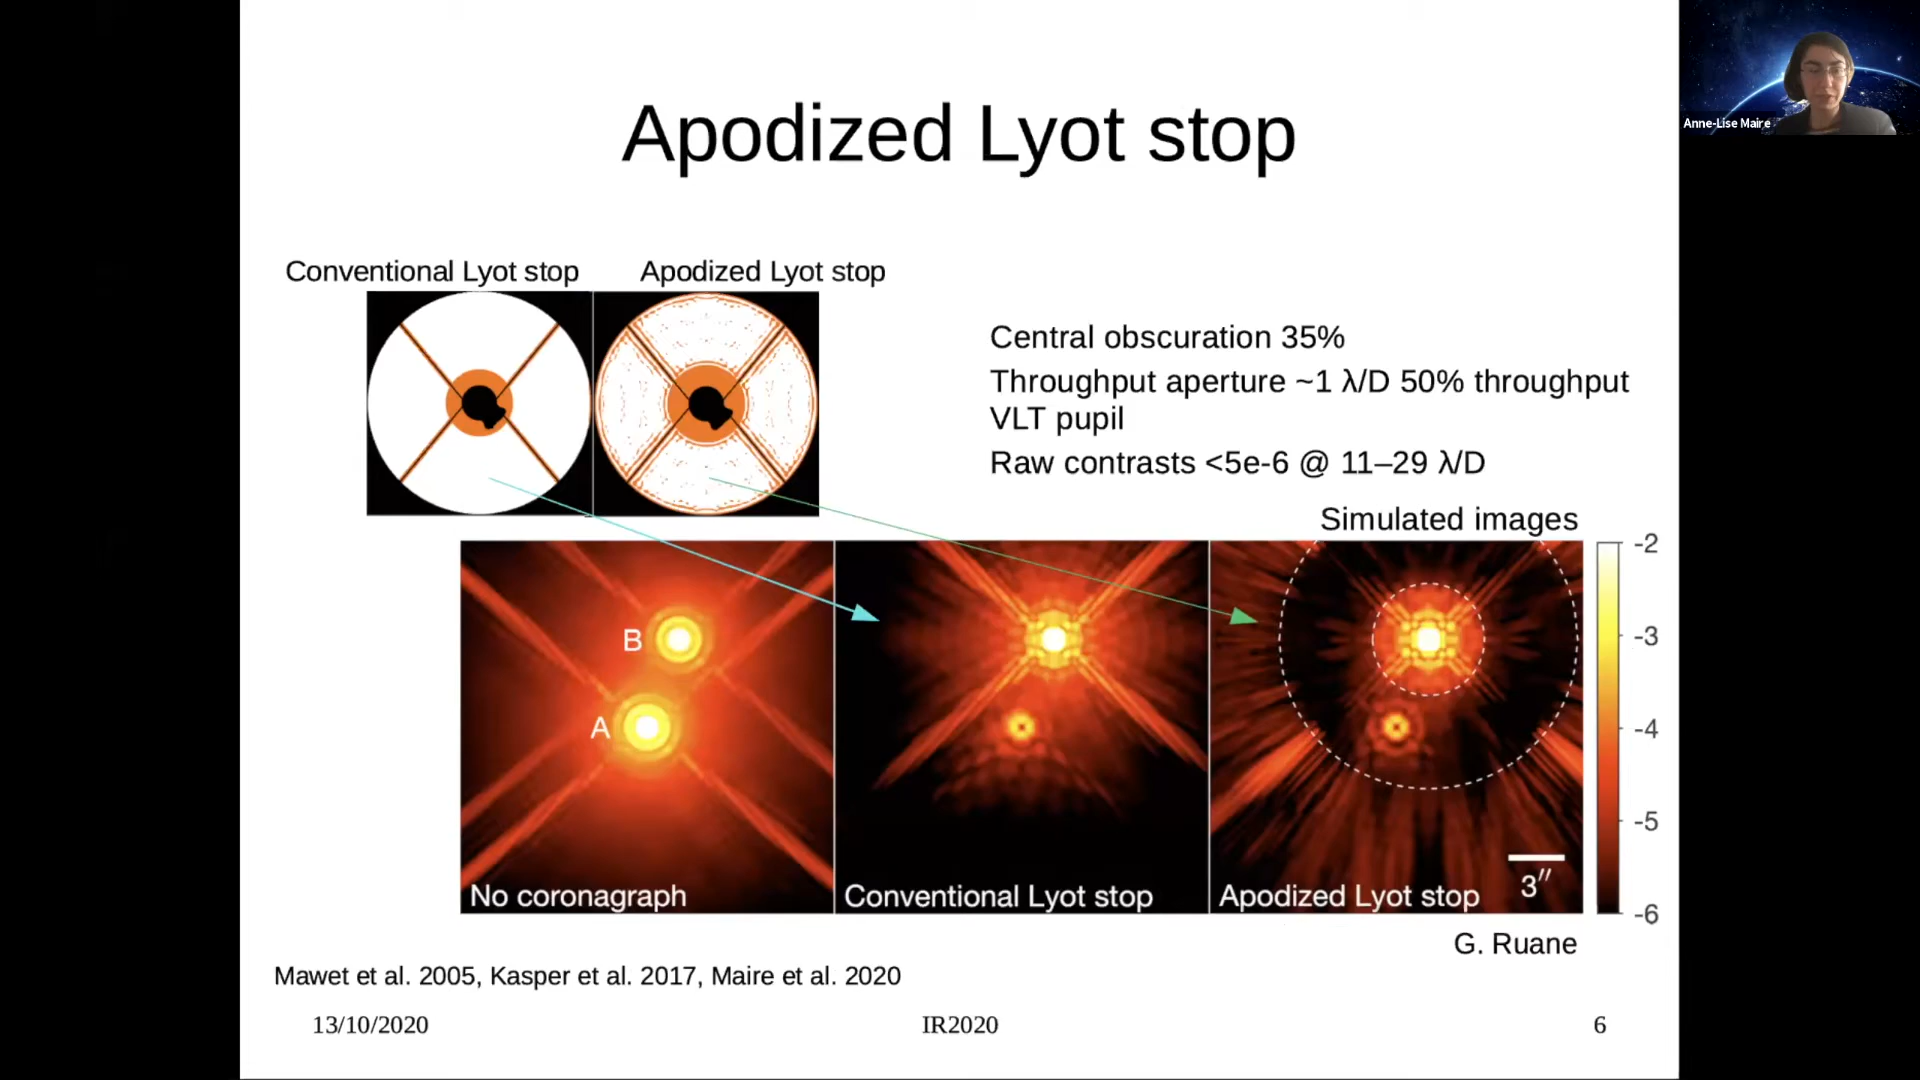 Apodized Lyot stop
Anne-Lise Maire
Conventional Lyot stop
Apodized Lyot stop
Central obscuration 35%
Throughput aperture ~1 λ/D 50% throughput
VLT pupil
Raw contrasts <5e-6 @ 11–29 λ/D
Simulated images
B
A
No coronagraph
Conventional Lyot stop
Apodized Lyot stop
3″
-2
-3
-4
-5
-6
G. Ruane
Mawet et al. 2005, Kasper et al. 2017, Maire et al. 2020
13/10/2020
IR2020
6